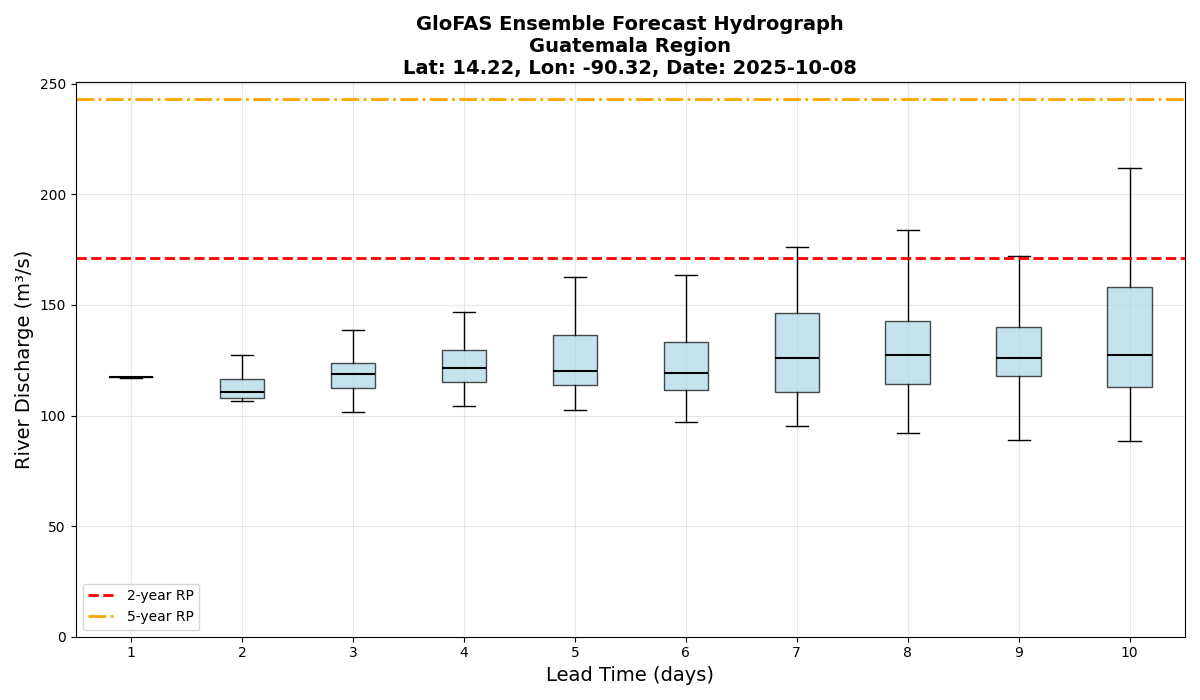 GloFAS Ensemble Forecast Hydrograph
Guatemala Region
Lat: 14.22, Lon: -90.32, Date: 2025-10-08
River Discharge (m³/s)
250
200
150
100
50
0
2-year RP
5-year RP
1 2 3 4 5 6 7 8 9 10
Lead Time (days)